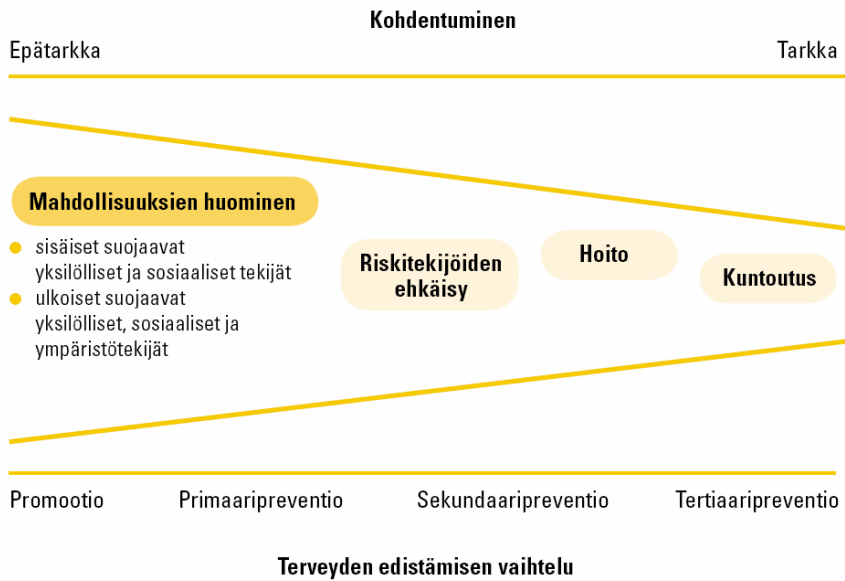 Kohdentuminen
Epätarkka
Tarkka
Mahdollisuuksien huominen
sisäiset suojaavat
yksilölliset ja sosiaaliset tekijät
ulkoiset suojaavat
yksilölliset, sosiaaliset ja
ympäristötekijät
Riskitekijöiden
ehkäisy
Hoito
Kuntoutus
Promootio
Primaaripreventio
Sekundaaripreventio
Tertiaaripreventio
Terveyden edistämisen vaihtelu